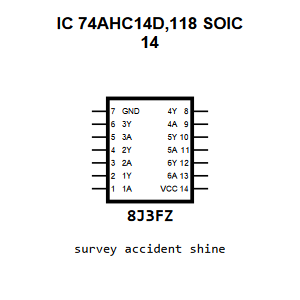 IC 74AHC14D,118 SOIC
14
7 GND 4Y 8
6 3Y 4A 9
5 3A 5Y 10
4 2Y 5A 11
3 2A 6Y 12
2 1Y 6A 13
1 1A VCC 14
8J3FZ
survey accident shine